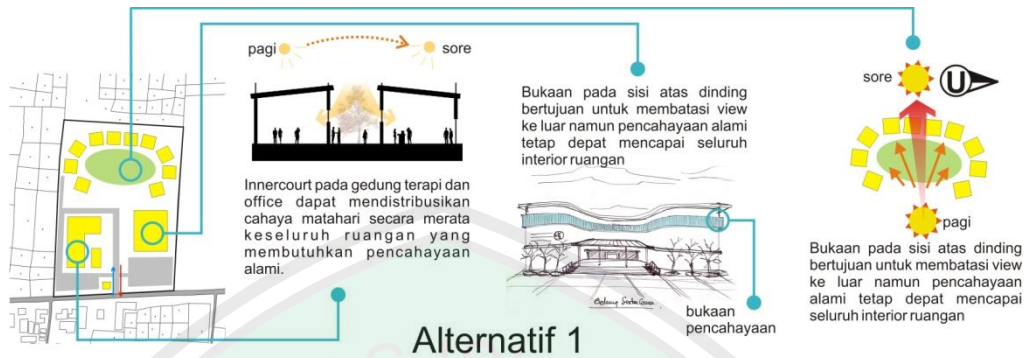 pagi
sore
Innercourt pada gedung terapi dan
office dapat mendistribusikan
cahaya matahari secara merata
keseluruh ruangan yang
membutuhkan pencahayaan
alami.
Bukaan pada sisi atas dinding
bertujuan untuk membatasi view
ke luar namun pencahayaan alami
tetap depat mencapai seluruh
interior ruangan
bukaan
pencahayaan
sore
U
pagi
Bukaan pada sisi atas dinding
bertujuan untuk membatasi view
ke luar namun pencahayaan
alami tetap depat mencapai
seluruh interior ruangan
Alternatif 1